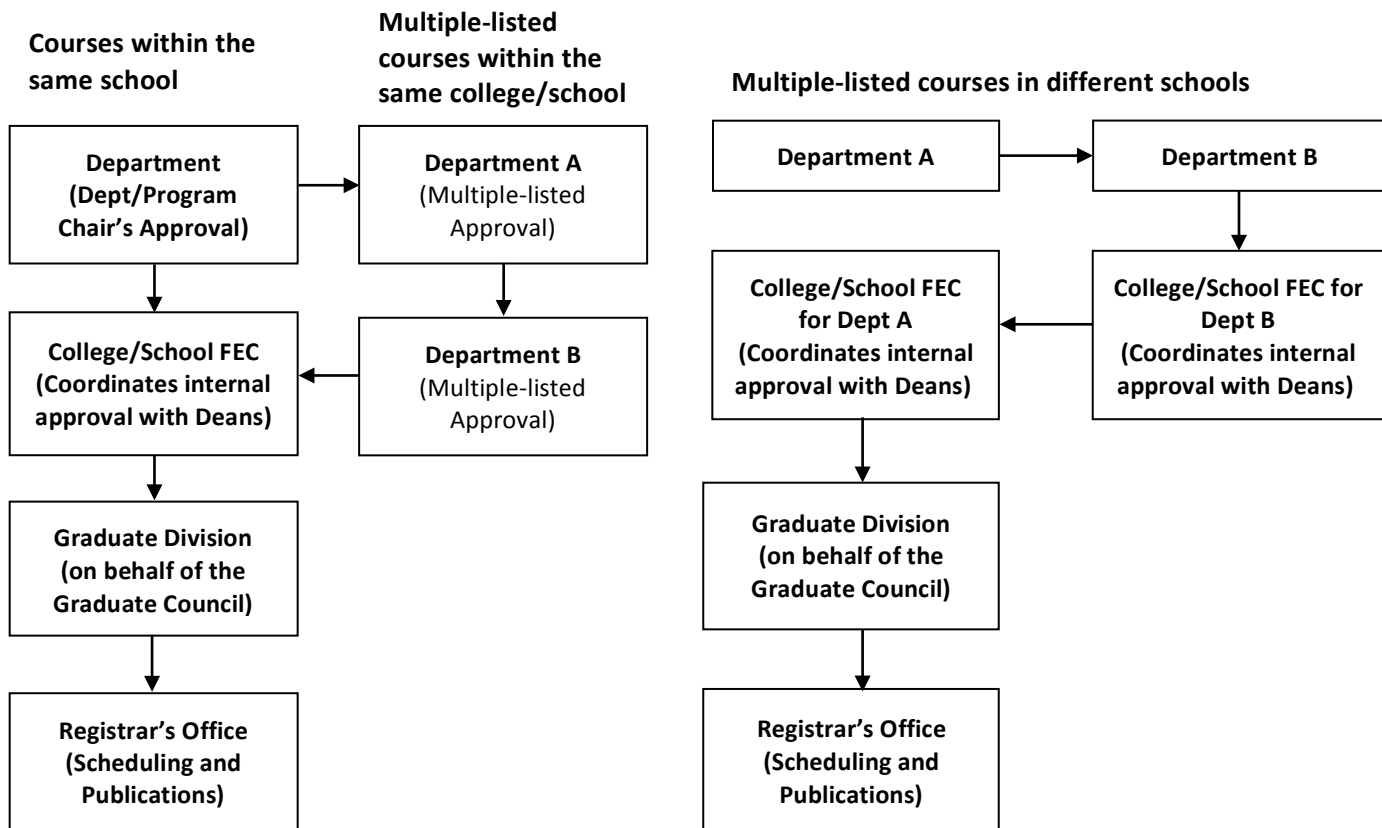 Courses within the
same school
Department
(Dept/Program
Chair’s Approval)
College/School FEC
(Coordinates internal
approval with Deans)
Graduate Division
(on behalf of the
Graduate Council)
Registrar’s Office
(Scheduling and
Publications)
Multiple-listed
courses within the
same college/school
Department A
(Multiple-listed
Approval)
Department B
(Multiple-listed
Approval)
Multiple-listed courses in different schools
Department A
Department B
College/School FEC for
Dept B
(Coordinates internal
approval with Deans)
College/School FEC
for Dept A
(Coordinates internal
approval with Deans)
Graduate Division
(on behalf of the
Graduate Council)
Registrar’s Office
(Scheduling and
Publications)